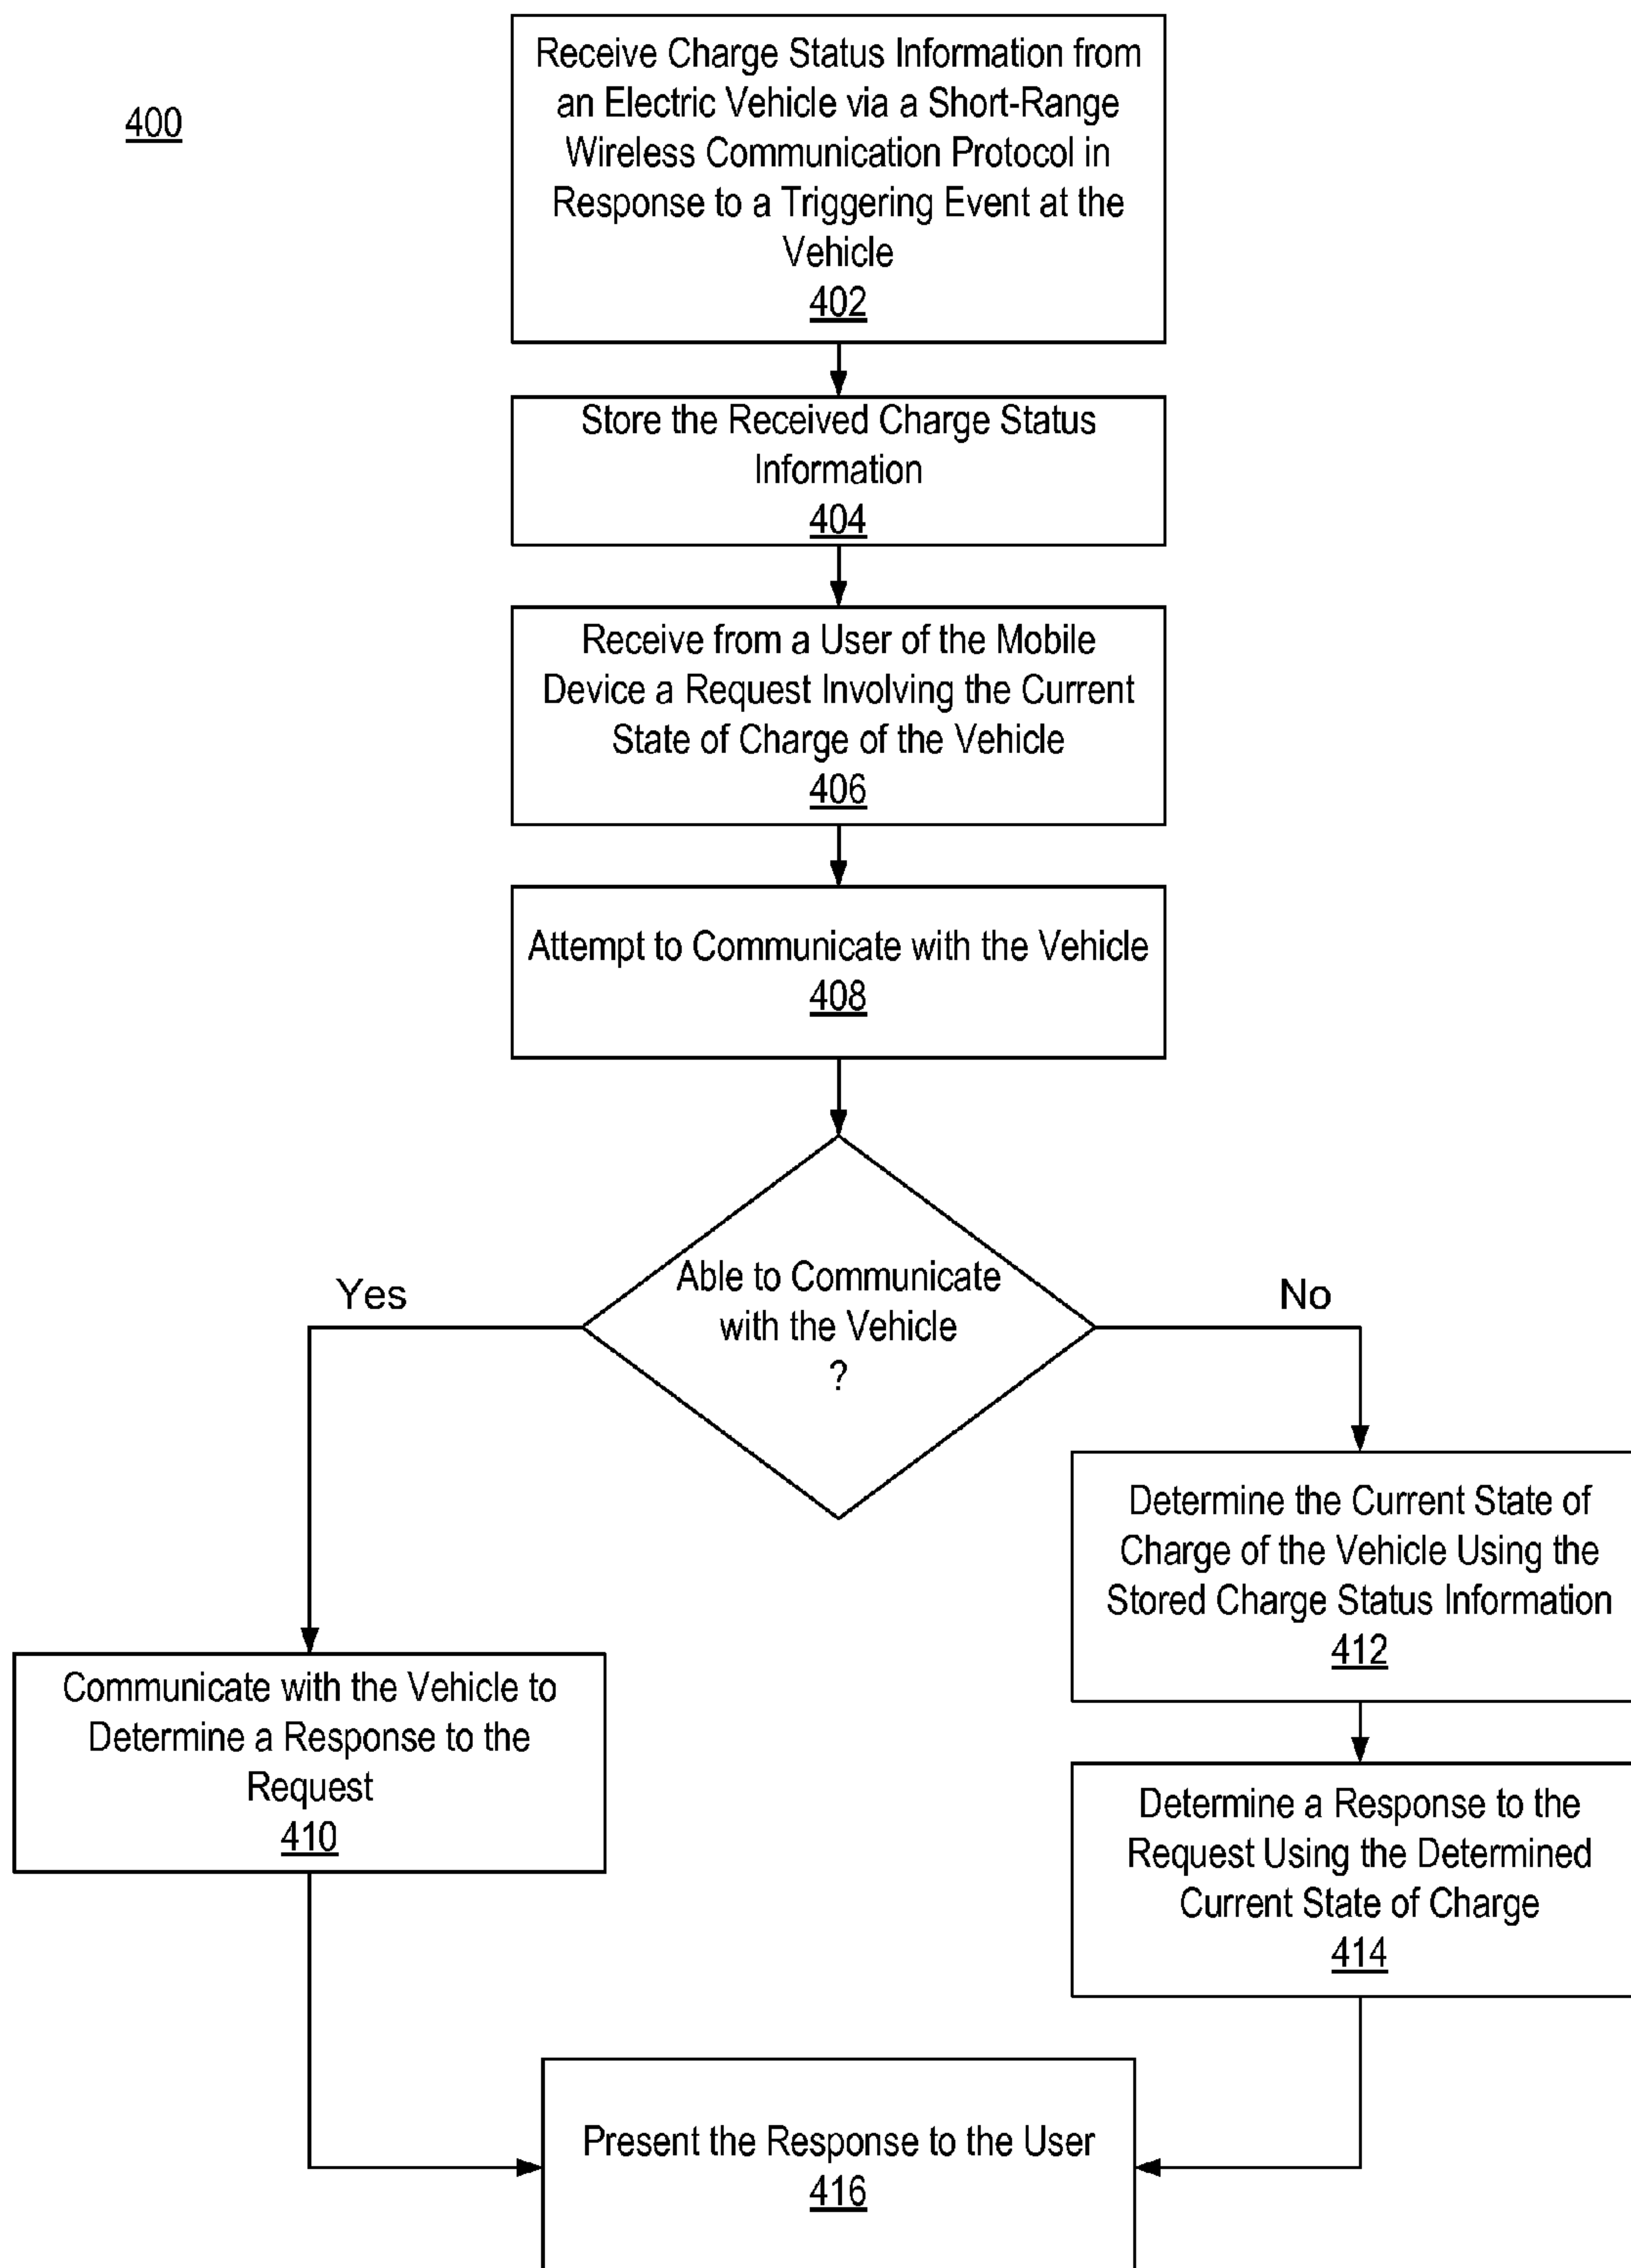 400
Receive Charge Status Information from
an Electric Vehicle via a Short-Range
Wireless Communication Protocol in
Response to a Triggering Event at the
Vehicle
402
Store the Received Charge Status
Information
404
Receive from a User of the Mobile
Device a Request Involving the Current
State of Charge of the Vehicle
406
Attempt to Communicate with the Vehicle
408
Able to Communicate
with the Vehicle
?
Yes
No
Communicate with the Vehicle to
Determine a Response to the
Request
410
Determine the Current State of
Charge of the Vehicle Using the
Stored Charge Status Information
412
Determine a Response to the
Request Using the Determined
Current State of Charge
414
Present the Response to the User
416